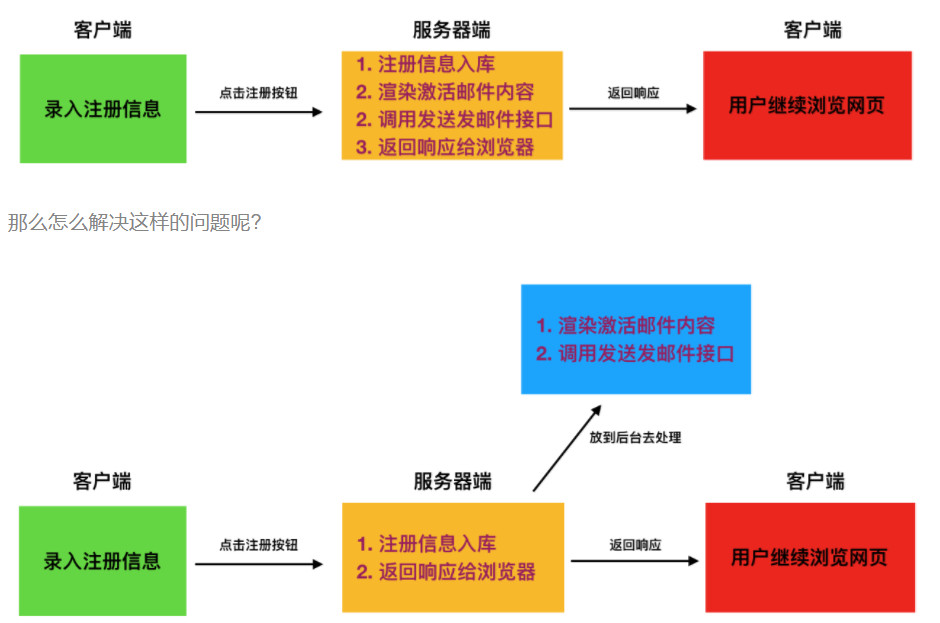 客户端
服务器端
客户端
录入注册信息
点击注册按钮
1. 注册信息入库
2. 渲染激活邮件内容
2. 调用发送发邮件接口
3. 返回响应给浏览器
返回响应
用户继续浏览网页
那么怎么解决这样的问题呢?
1. 渲染激活邮件内容
2. 调用发送发邮件接口
放到后台去处理
客户端
服务器端
客户端
录入注册信息
点击注册按钮
1. 注册信息入库
2. 返回响应给浏览器
返回响应
用户继续浏览网页